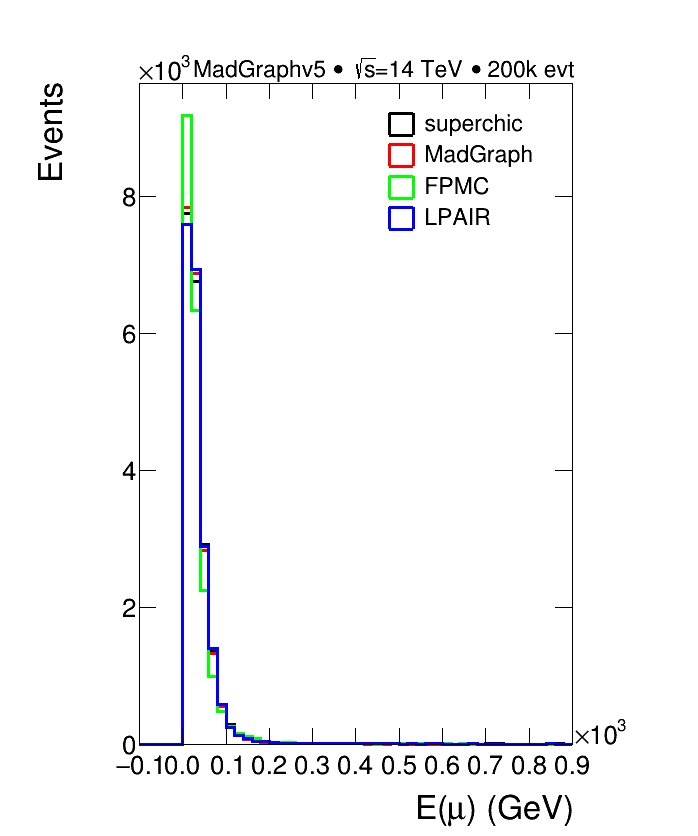 ×10³ MadGraphv5 • √s=14 TeV • 200k evt
Events
superchic
MadGraph
FPMC
LPAIR
8
6
4
2
0
×10³
−0.1 0.0 0.1 0.2 0.3 0.4 0.5 0.6 0.7 0.8 0.9
E(μ) (GeV)